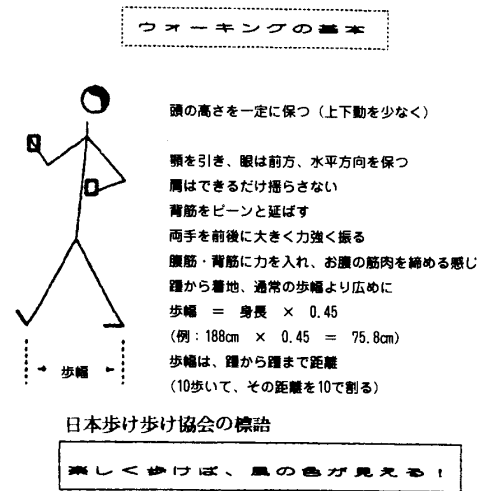 ウォーキングの基本
頭の高さを一定に保つ（上下動を少なく）
顎を引き、眼は前方、水平方向を保つ
肩はできるだけ揺らさない
背筋をピーンと延ばす
両手を前後に大きく力強く振る
腹筋・背筋に力を入れ、お腹の筋肉を締める感じ
踵から着地、通常の歩幅より広めに
歩幅 ＝ 身長 × 0.45
（例：188㎝ × 0.45 ＝ 75.8㎝）
歩幅は、踵から踵まで距離
（10歩いて、その距離を10で割る）
歩幅
日本歩け歩け協会の標語
楽しく歩けば、風の色が見える！